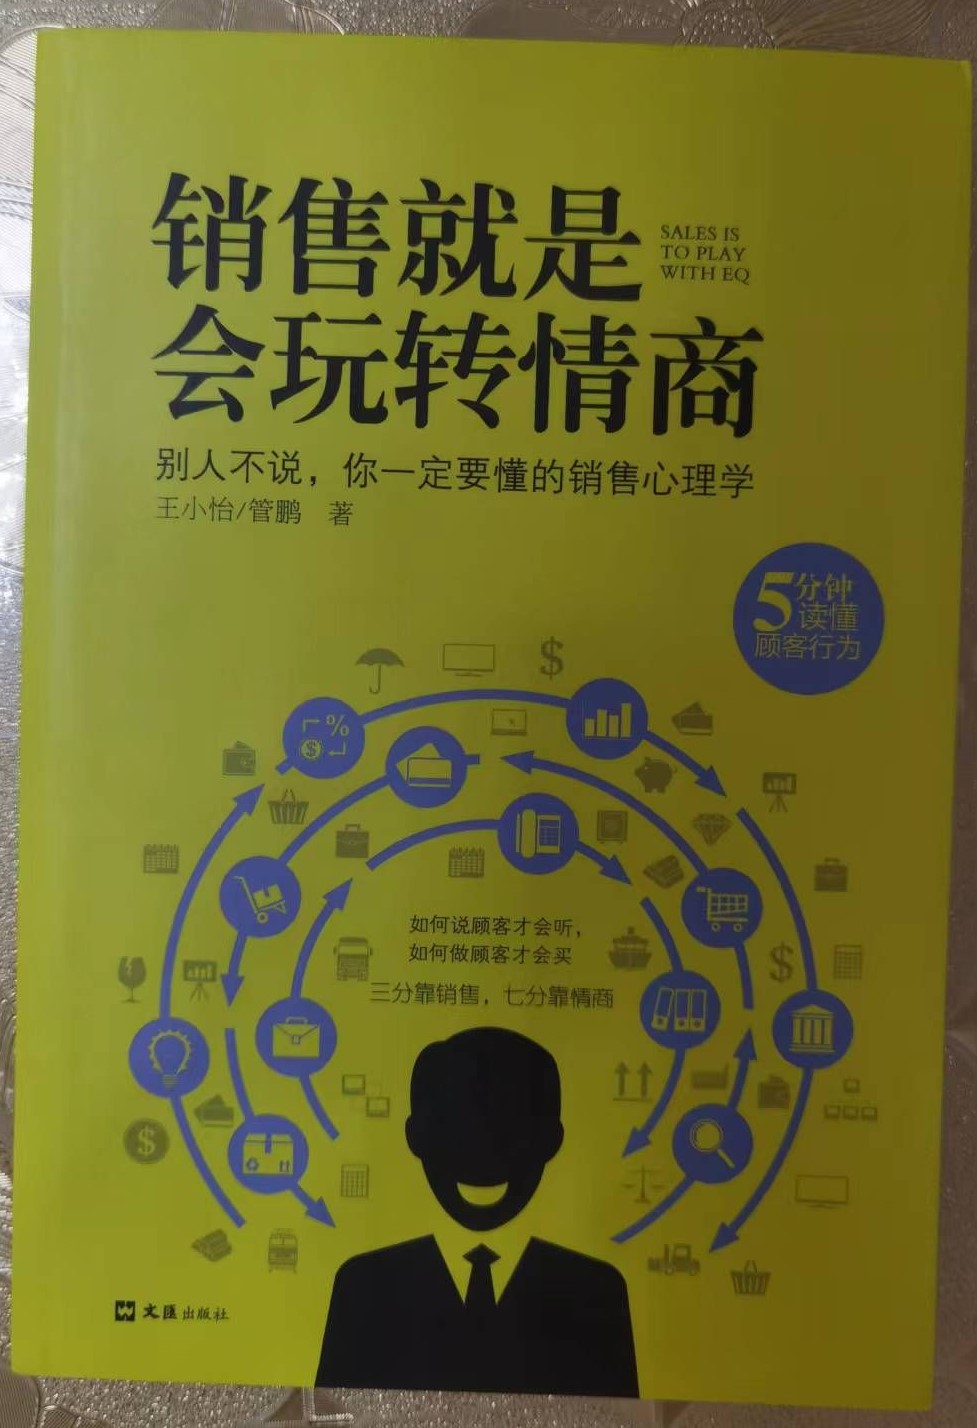 销售就是
SALES IS
TO PLAY
WITH EQ
会玩转情商
别人不说，你一定要懂的销售心理学
王小怡/管鹏 著
5分钟
读懂
顾客行为
如何说顾客才会听，
如何做顾客才会买
三分靠销售，七分靠情商
文匯出版社